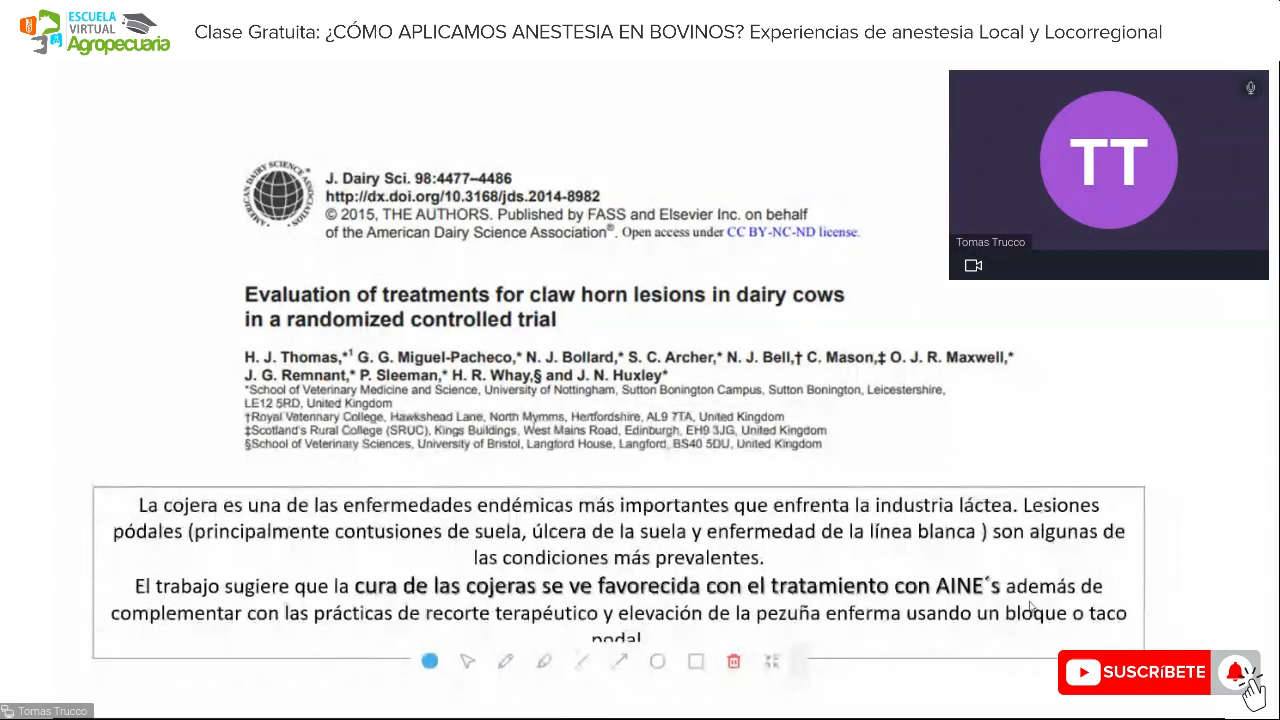 ESCUELA
VIRTUAL
Agropecuaria
Clase Gratuita: ¿CÓMO APLICAMOS ANESTESIA EN BOVINOS? Experiencias de anestesia Local y Locorregional
TT
Tomas Trucco
AMERICAN DAIRY SCIENCE ASSOCIATION
J. Dairy Sci. 98:4477–4486
http://dx.doi.org/10.3168/jds.2014-8982
© 2015, THE AUTHORS. Published by FASS and Elsevier Inc. on behalf
of the American Dairy Science Association®. Open access under CC BY-NC-ND license.
Evaluation of treatments for claw horn lesions in dairy cows
in a randomized controlled trial
H. J. Thomas,*¹ G. G. Miguel-Pacheco,* N. J. Bollard,* S. C. Archer,* N. J. Bell,† C. Mason,‡ O. J. R. Maxwell,*
J. G. Remnant,* P. Sleeman,* H. R. Whay,§ and J. N. Huxley*
*School of Veterinary Medicine and Science, University of Nottingham, Sutton Bonington Campus, Sutton Bonington, Leicestershire,
LE12 5RD, United Kingdom
†Royal Veterinary College, Hawkshead Lane, North Mymms, Hertfordshire, AL9 7TA, United Kingdom
‡Scotland's Rural College (SRUC), Kings Buildings, West Mains Road, Edinburgh, EH9 3JG, United Kingdom
§School of Veterinary Sciences, University of Bristol, Langford House, Langford, BS40 5DU, United Kingdom
La cojera es una de las enfermedades endémicas más importantes que enfrenta la industria láctea. Lesiones
pódales (principalmente contusiones de suela, úlcera de la suela y enfermedad de la línea blanca ) son algunas de
las condiciones más prevalentes.
El trabajo sugiere que la cura de las cojeras se ve favorecida con el tratamiento con AINE´s además de
complementar con las prácticas de recorte terapéutico y elevación de la pezuña enferma usando un bloque o taco
podal
SUSCRíBETE
Tomas Trucco